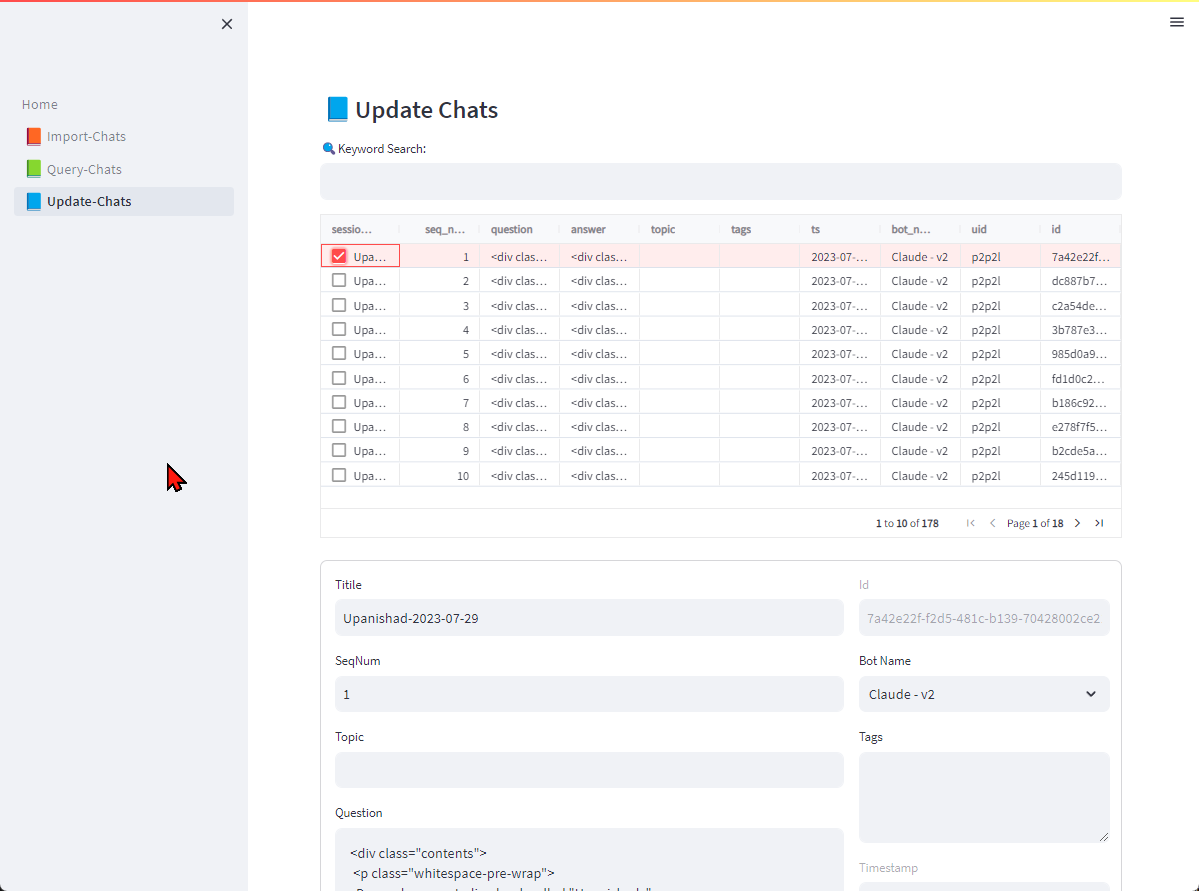 Home
Import-Chats
Query-Chats
Update-Chats
Update Chats
Keyword Search:
sessio... seq_n... question answer topic tags ts bot_n... uid id
Upa... 1 <div clas... <div clas... 2023-07-... Claude - v2 p2p2l 7a42e22f...
Upa... 2 <div clas... <div clas... 2023-07-... Claude - v2 p2p2l dc887b7...
Upa... 3 <div clas... <div clas... 2023-07-... Claude - v2 p2p2l c2a54de...
Upa... 4 <div clas... <div clas... 2023-07-... Claude - v2 p2p2l 3b787e3...
Upa... 5 <div clas... <div clas... 2023-07-... Claude - v2 p2p2l 985d0a9...
Upa... 6 <div clas... <div clas... 2023-07-... Claude - v2 p2p2l fd1d0c2...
Upa... 7 <div clas... <div clas... 2023-07-... Claude - v2 p2p2l b186c92...
Upa... 8 <div clas... <div clas... 2023-07-... Claude - v2 p2p2l e278f7f5...
Upa... 9 <div clas... <div clas... 2023-07-... Claude - v2 p2p2l b2cde5a...
Upa... 10 <div clas... <div clas... 2023-07-... Claude - v2 p2p2l 245d119...
1 to 10 of 178 Page 1 of 18
Titile Id
Upanishad-2023-07-29 7a42e22f-f2d5-481c-b139-70428002ce2
SeqNum Bot Name
1 Claude - v2
Topic Tags
Question
<div class="contents">
<p class="whitespace-pre-wrap">
Timestamp